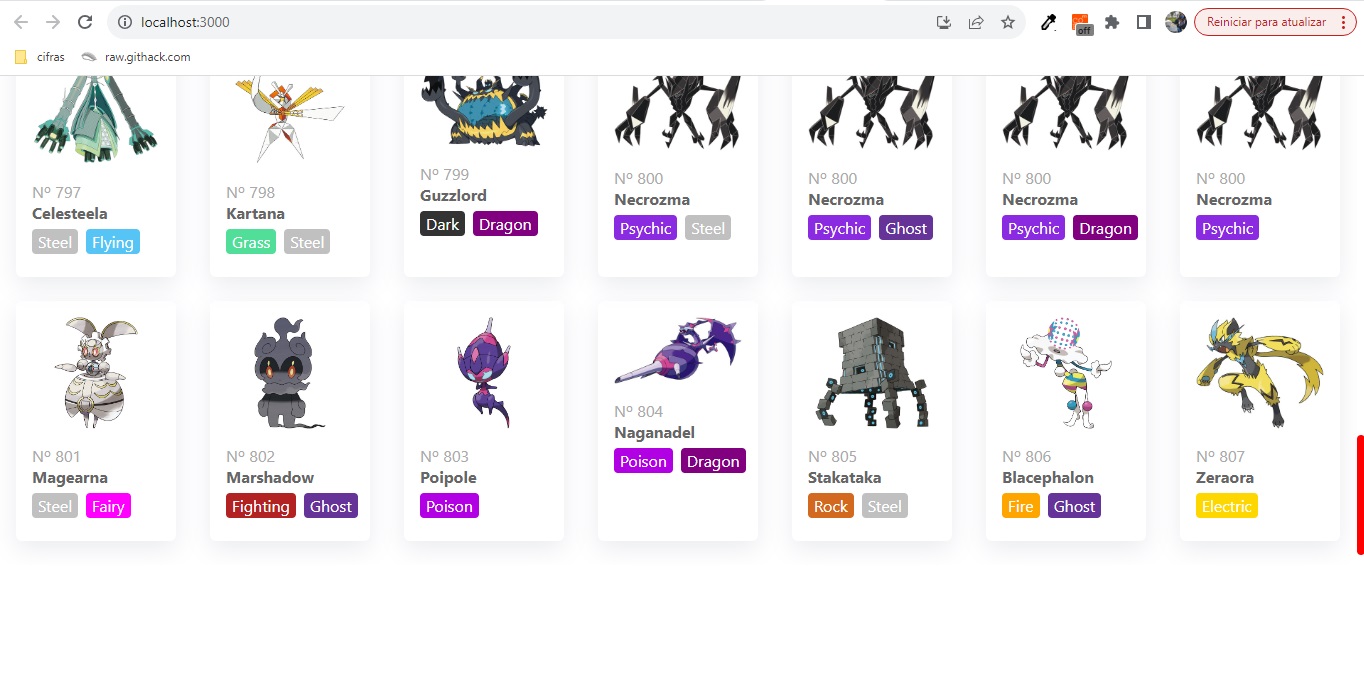 localhost:3000
off
Reiniciar para atualizar
cifras
raw.githack.com
Nº 797
Celesteela
Steel Flying
Nº 798
Kartana
Grass Steel
Nº 799
Guzzlord
Dark Dragon
Nº 800
Necrozma
Psychic Steel
Nº 800
Necrozma
Psychic Ghost
Nº 800
Necrozma
Psychic Dragon
Nº 800
Necrozma
Psychic
Nº 801
Magearna
Steel Fairy
Nº 802
Marshadow
Fighting Ghost
Nº 803
Poipole
Poison
Nº 804
Naganadel
Poison Dragon
Nº 805
Stakataka
Rock Steel
Nº 806
Blacephalon
Fire Ghost
Nº 807
Zeraora
Electric